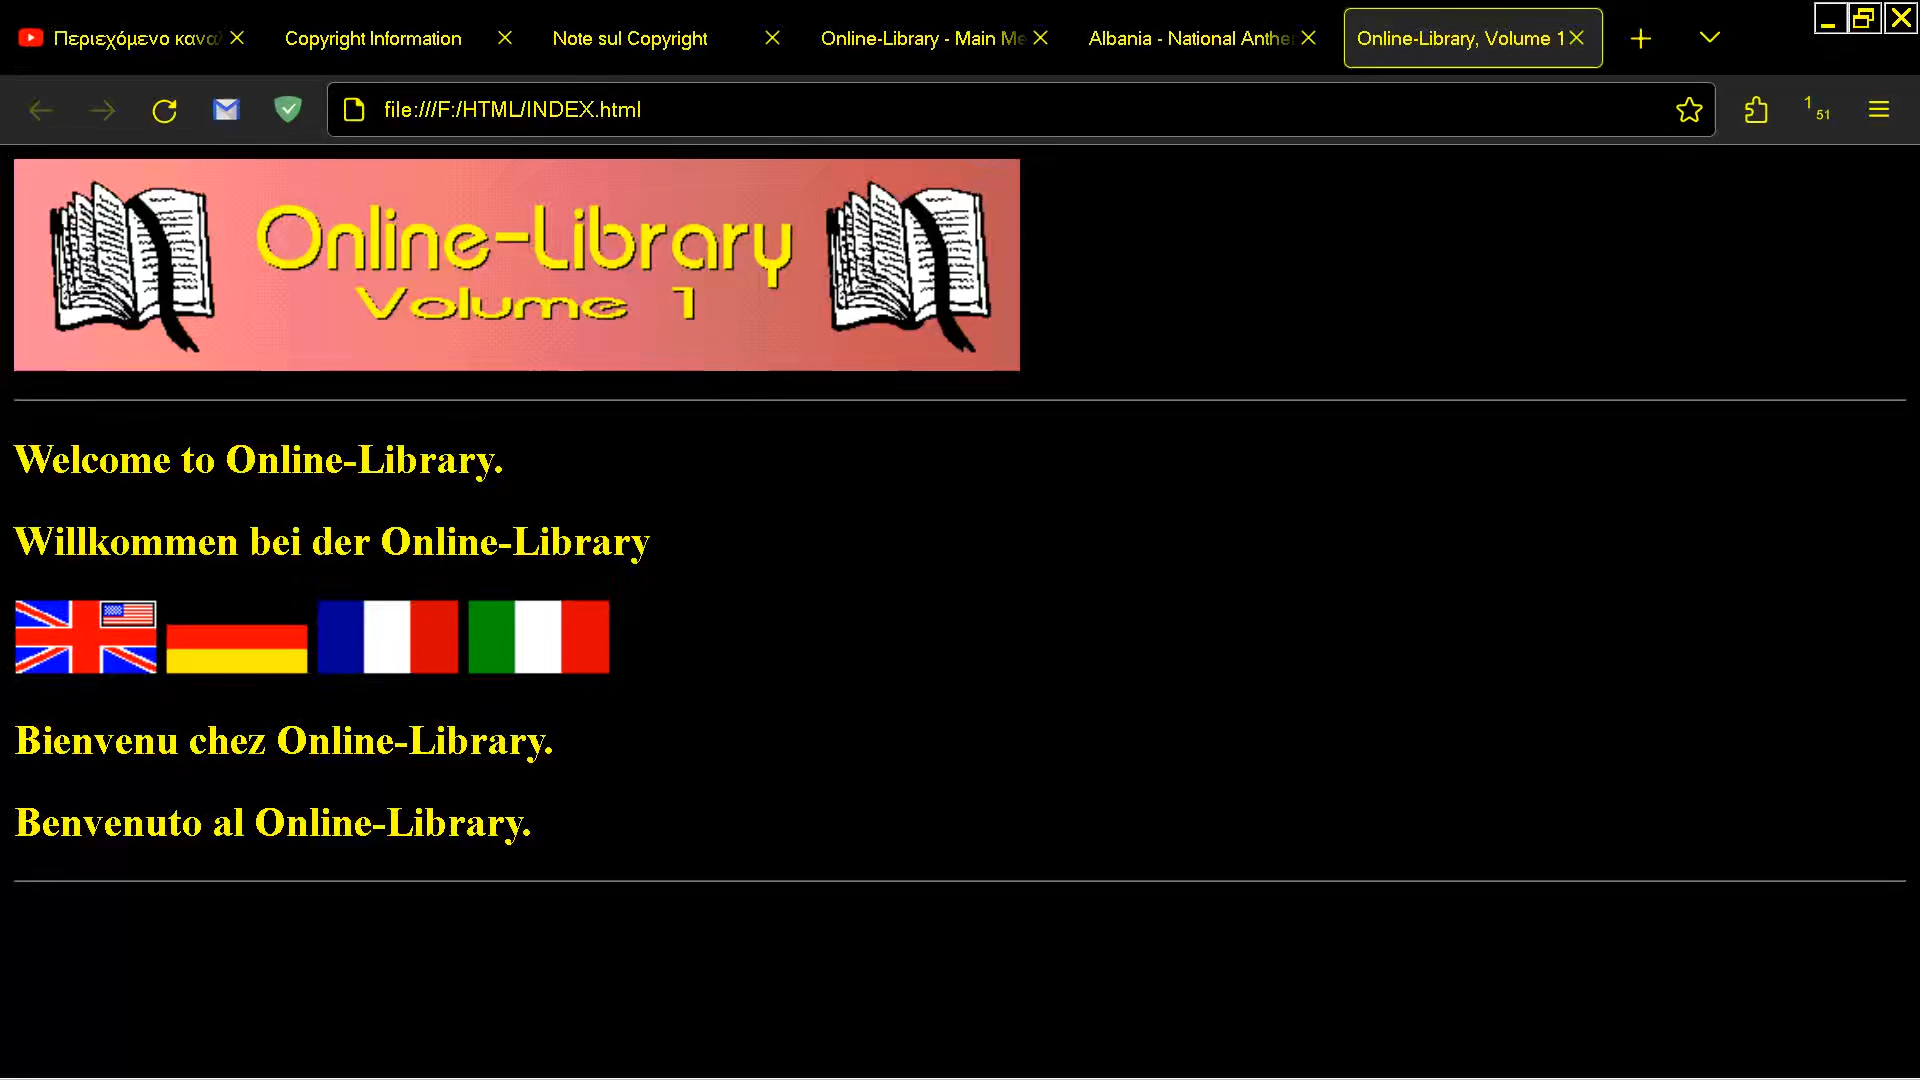 Περιεχόμενο κανα
Copyright Information
Note sul Copyright
Online-Library - Main Me
Albania - National Anthe
Online-Library, Volume 1
file:///F:/HTML/INDEX.html
1
51
Online-Library
Volume 1
Welcome to Online-Library.
Willkommen bei der Online-Library
Bienvenu chez Online-Library.
Benvenuto al Online-Library.